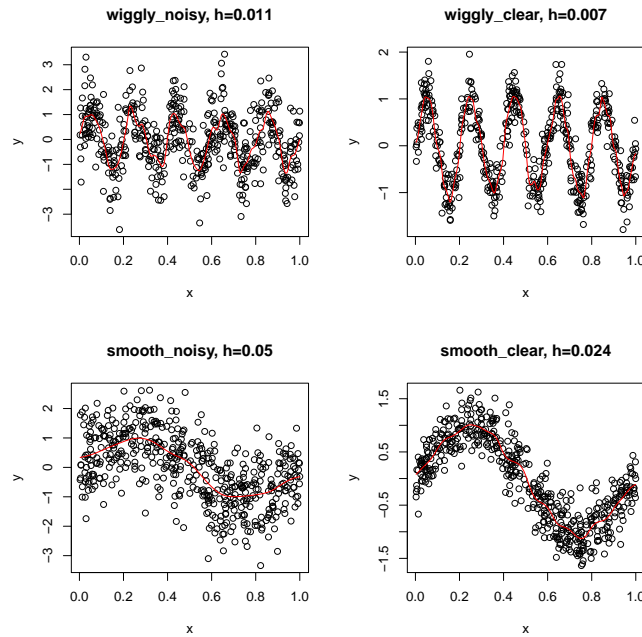 wiggly_noisy, h=0.011
3
2
1
0
−1
−3
y
0.0 0.2 0.4 0.6 0.8 1.0
x
wiggly_clear, h=0.007
2
1
0
−1
y
0.0 0.2 0.4 0.6 0.8 1.0
x
smooth_noisy, h=0.05
2
1
0
−1
−2
−3
y
0.0 0.2 0.4 0.6 0.8 1.0
x
smooth_clear, h=0.024
1.5
0.5
−0.5
−1.5
y
0.0 0.2 0.4 0.6 0.8 1.0
x